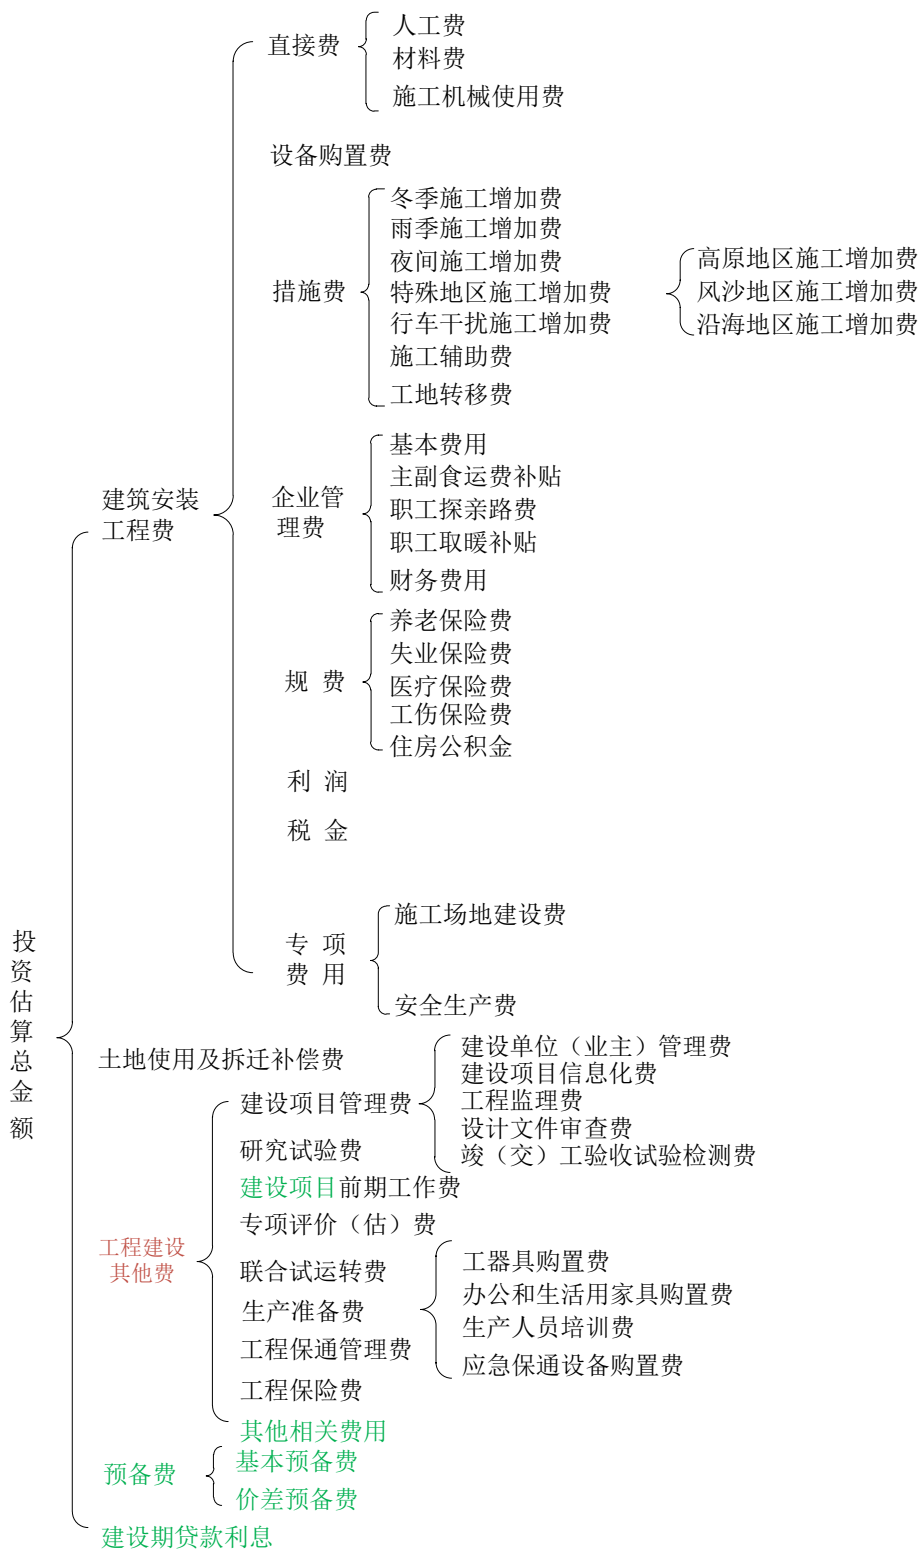 投资估算总金额
建筑安装
工程费
直接费
人工费
材料费
施工机械使用费
设备购置费
措施费
冬季施工增加费
雨季施工增加费
夜间施工增加费
特殊地区施工增加费
高原地区施工增加费
风沙地区施工增加费
沿海地区施工增加费
行车干扰施工增加费
施工辅助费
工地转移费
企业管
理费
基本费用
主副食运费补贴
职工探亲路费
职工取暖补贴
财务费用
规 费
养老保险费
失业保险费
医疗保险费
工伤保险费
住房公积金
利 润
税 金
专 项
费 用
施工场地建设费
安全生产费
土地使用及拆迁补偿费
工程建设
其他费
建设项目管理费
建设单位（业主）管理费
建设项目信息化费
工程监理费
设计文件审查费
竣（交）工验收试验检测费
研究试验费
建设项目前期工作费
专项评价（估）费
联合试运转费
生产准备费
工器具购置费
办公和生活用家具购置费
生产人员培训费
应急保通设备购置费
工程保通管理费
工程保险费
其他相关费用
预备费
基本预备费
价差预备费
建设期贷款利息